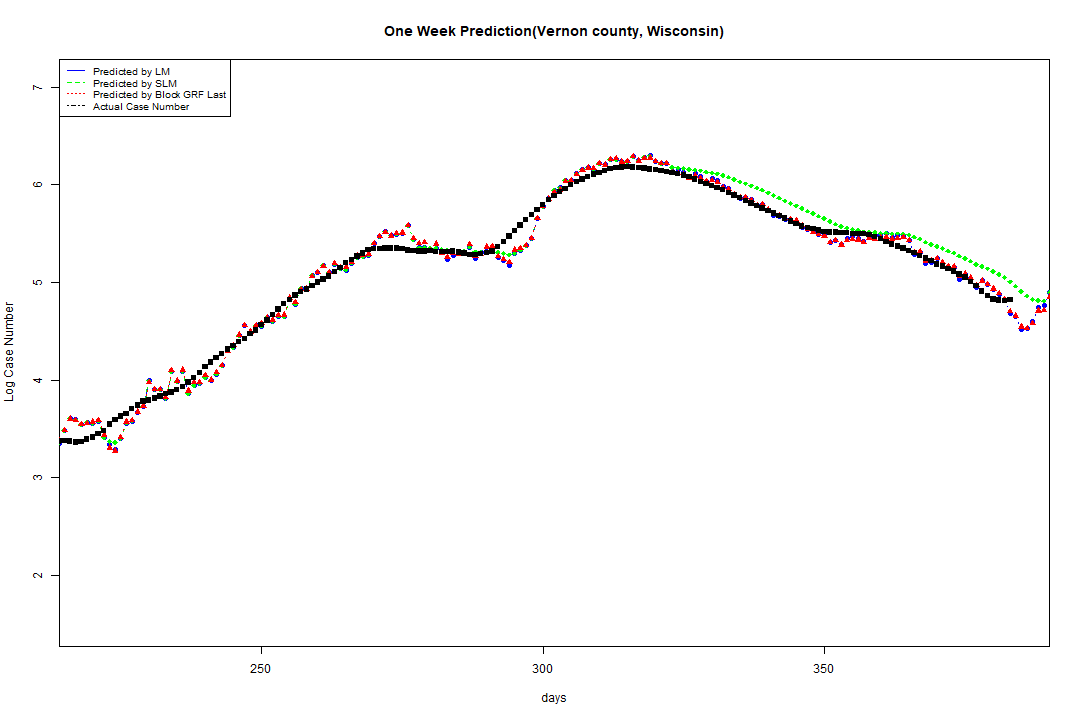 One Week Prediction(Vernon county, Wisconsin)
Predicted by LM
Predicted by SLM
Predicted by Block GRF Last
Actual Case Number
7
6
5
4
3
2
Log Case Number
250
300
350
days